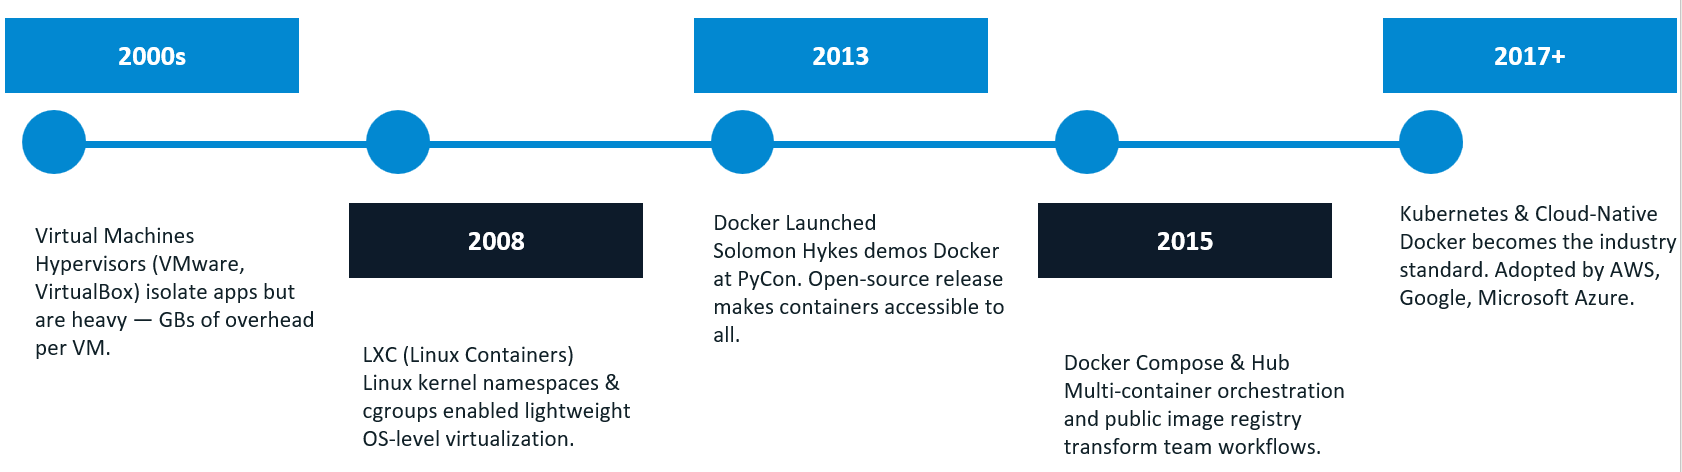 2000s
Virtual Machines
Hypervisors (VMware,
VirtualBox) isolate apps but
are heavy — GBs of overhead
per VM.
2008
LXC (Linux Containers)
Linux kernel namespaces &
cgroups enabled lightweight
OS-level virtualization.
2013
Docker Launched
Solomon Hykes demos Docker
at PyCon. Open-source release
makes containers accessible to
all.
2015
Docker Compose & Hub
Multi-container orchestration
and public image registry
transform team workflows.
2017+
Kubernetes & Cloud-Native
Docker becomes the industry
standard. Adopted by AWS,
Google, Microsoft Azure.